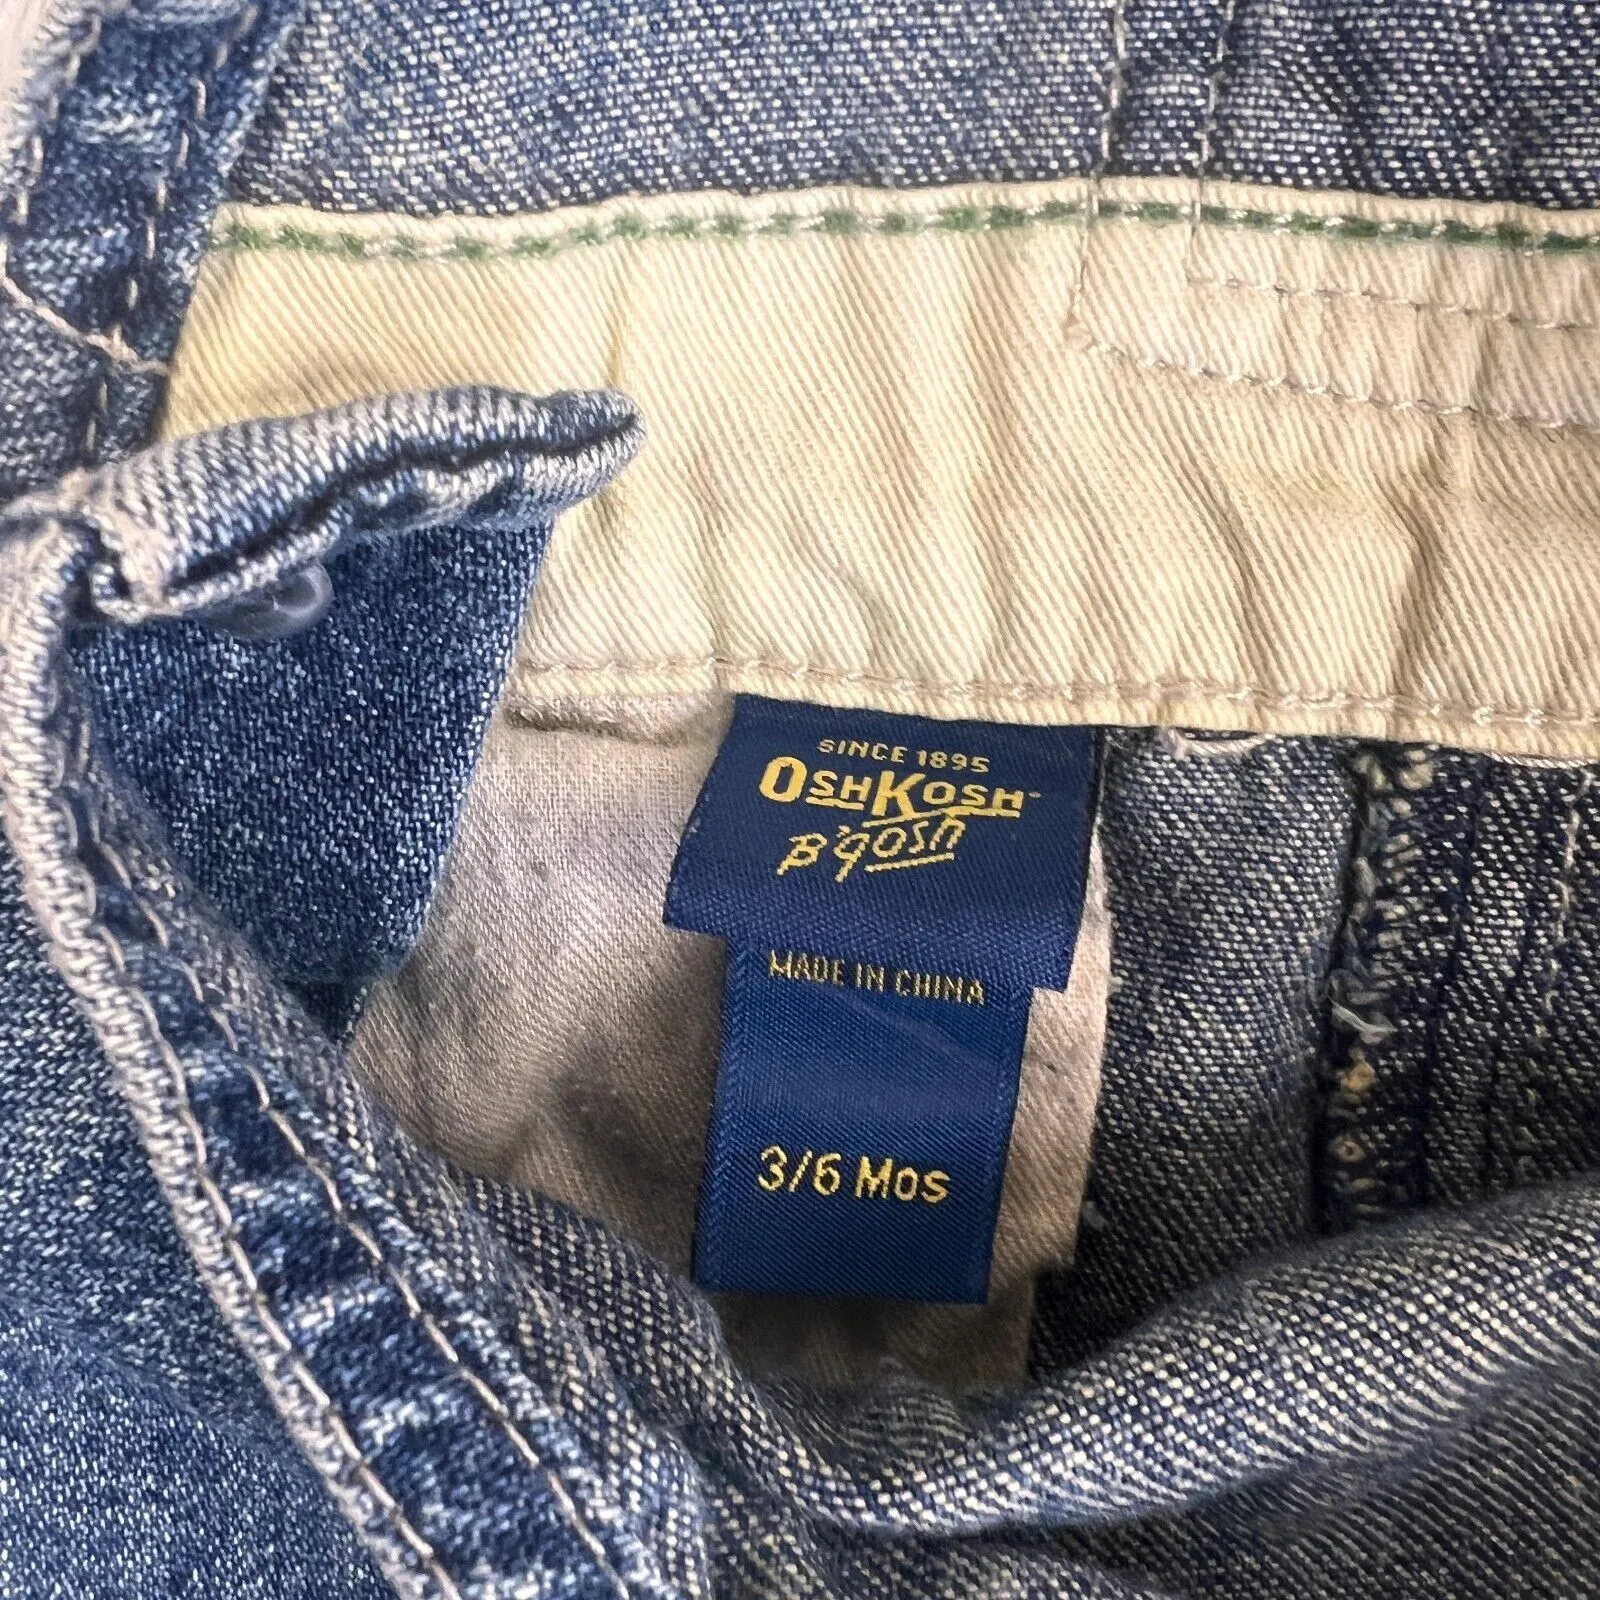 SINCE 1895
OSHKOSH
B'gosh
MADE IN CHINA
3/6 MOS